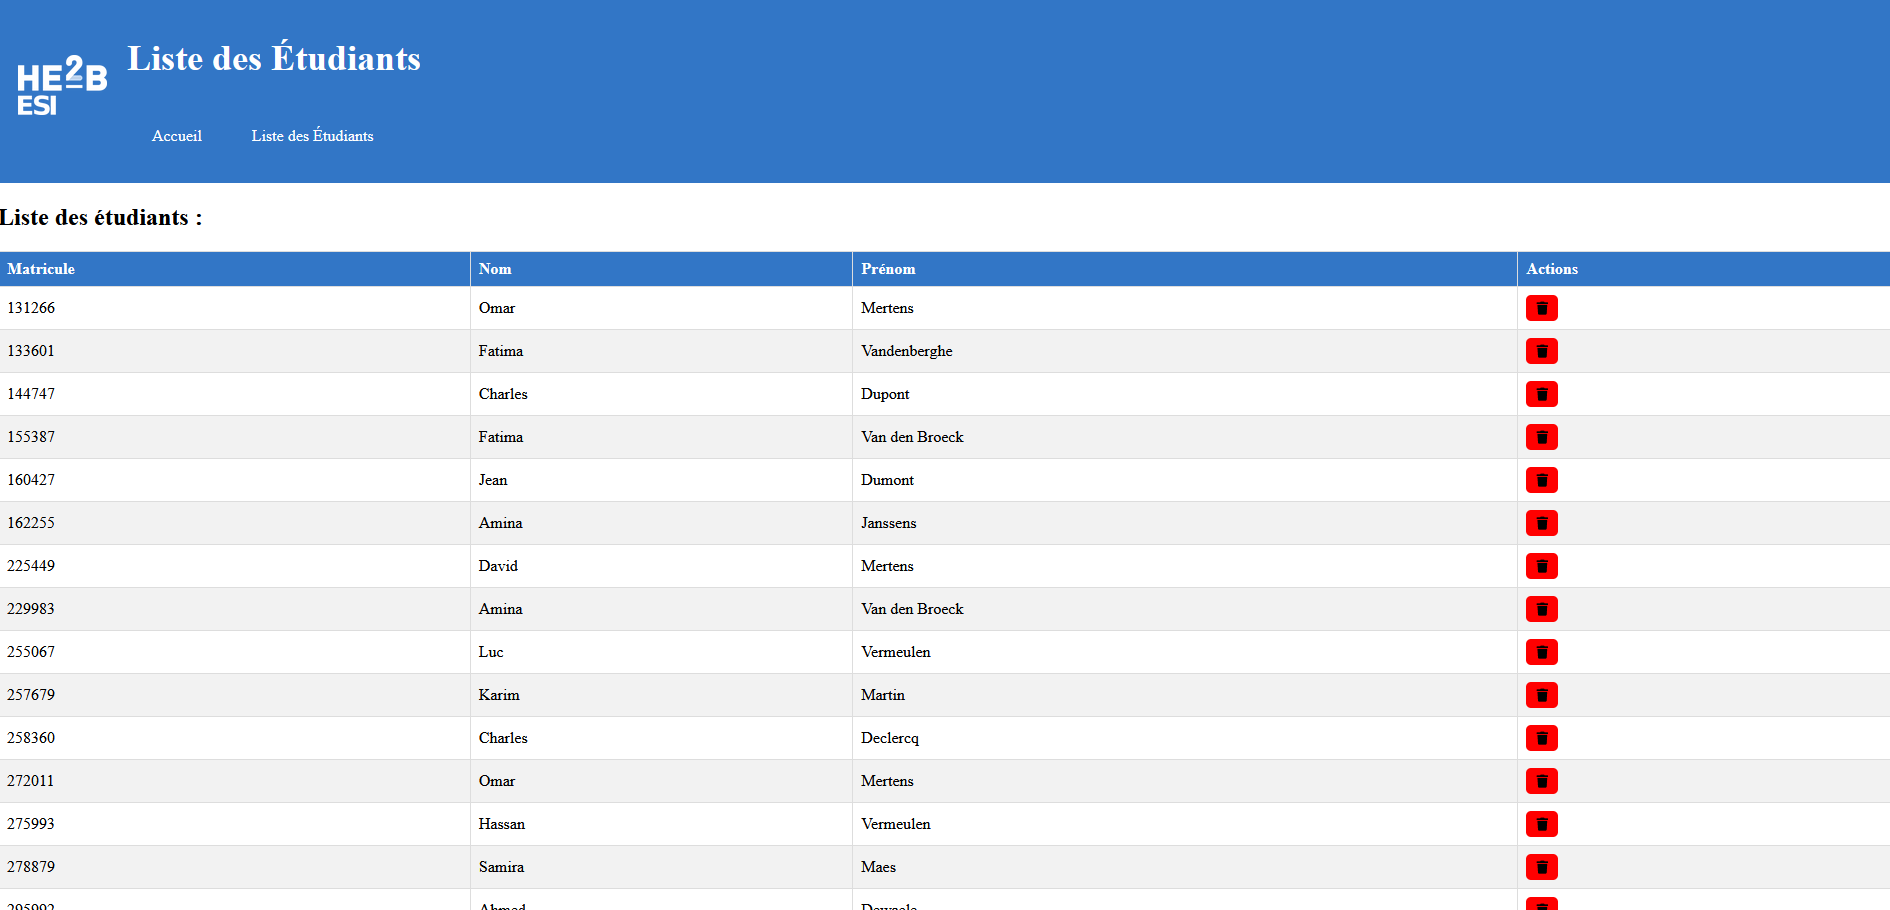 HE2B
ESI
Liste des Étudiants
Accueil Liste des Étudiants
Liste des étudiants :
Matricule Nom Prénom Actions
131266 Omar Mertens
133601 Fatima Vandenberghe
144747 Charles Dupont
155387 Fatima Van den Broeck
160427 Jean Dumont
162255 Amina Janssens
225449 David Mertens
229983 Amina Van den Broeck
255067 Luc Vermeulen
257679 Karim Martin
258360 Charles Declercq
272011 Omar Mertens
275993 Hassan Vermeulen
278879 Samira Maes